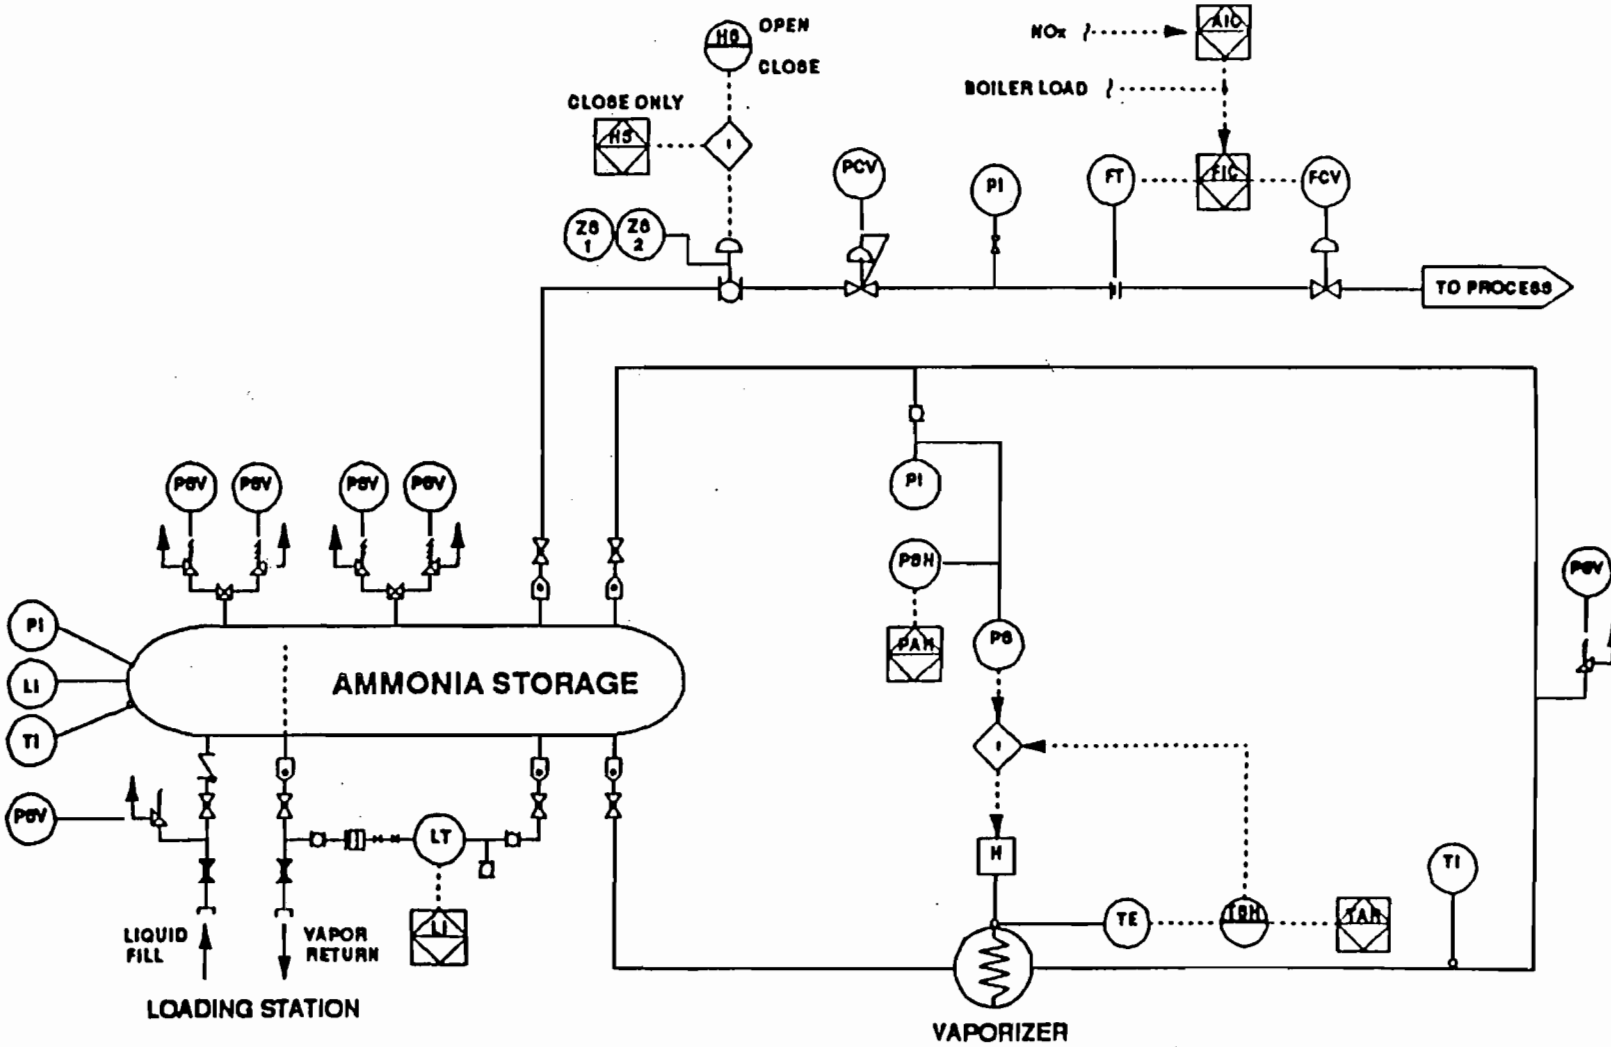 HS
OPEN
CLOSE
NOx
AIC
BOILER LOAD
CLOSE ONLY
HS
I
PCV
PI
FT
FIC
FCV
ZS
1
ZS
2
TO PROCESS
PSV
PSV
PSV
PSV
PI
PSH
PSV
PI
LI
TI
AMMONIA STORAGE
PAH
PS
I
PSV
LT
H
TI
LIQUID
FILL
VAPOR
RETURN
LI
TE
TSH
TAH
LOADING STATION
VAPORIZER